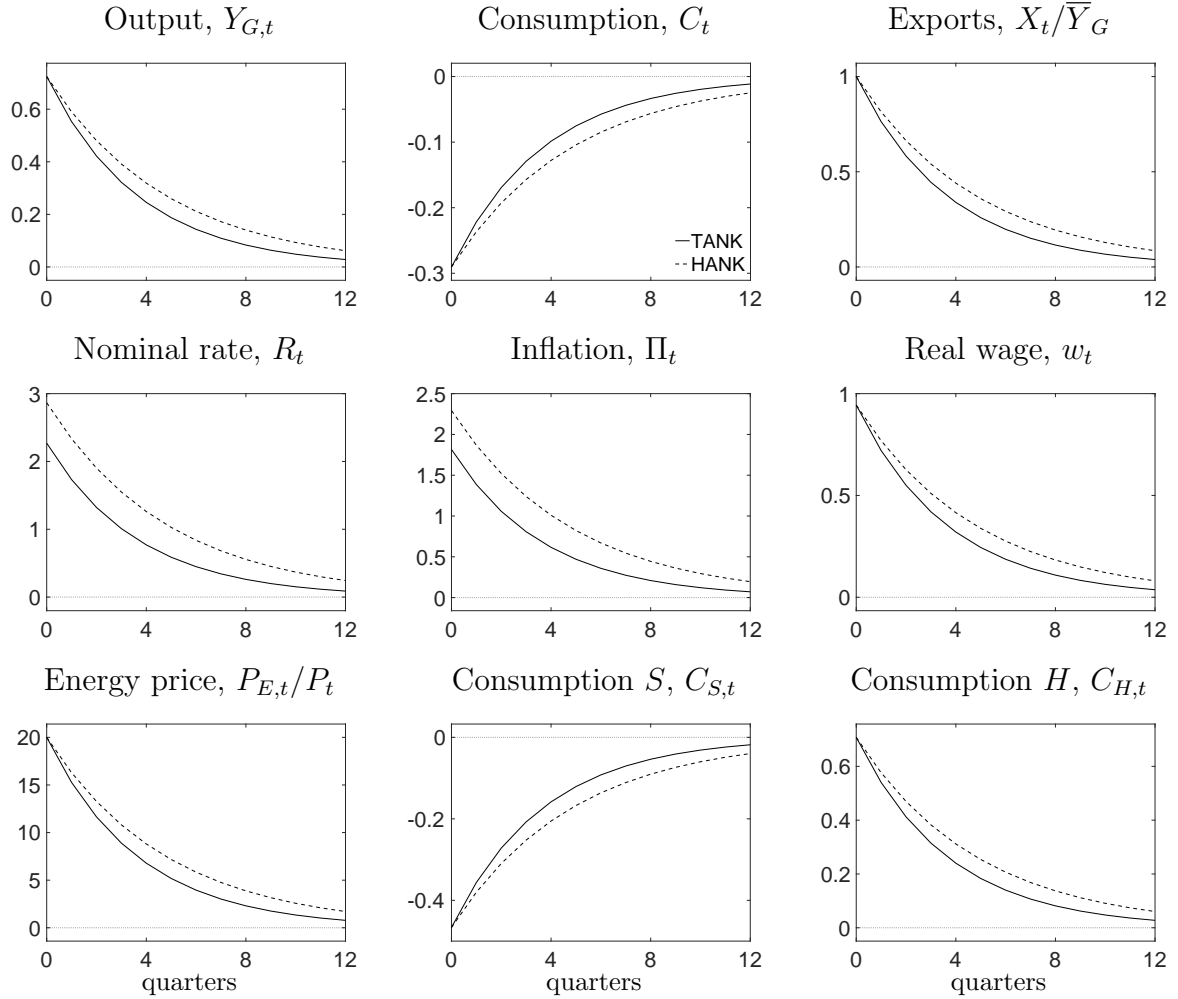 Output, Y_{G,t}
Consumption, C_t
Exports, X_t/\overline{Y}_G
0.6
0.4
0.2
0
0 4 8 12
0
-0.1
-0.2
-0.3
TANK
HANK
0 4 8 12
1
0.5
0
0 4 8 12
Nominal rate, R_t
Inflation, Π_t
Real wage, w_t
3
2
1
0
0 4 8 12
2.5
2
1.5
1
0.5
0
0 4 8 12
1
0.5
0
0 4 8 12
Energy price, P_{E,t}/P_t
Consumption S, C_{S,t}
Consumption H, C_{H,t}
20
15
10
5
0
0 4 8 12
quarters
0
-0.2
-0.4
0 4 8 12
quarters
0.6
0.4
0.2
0
0 4 8 12
quarters